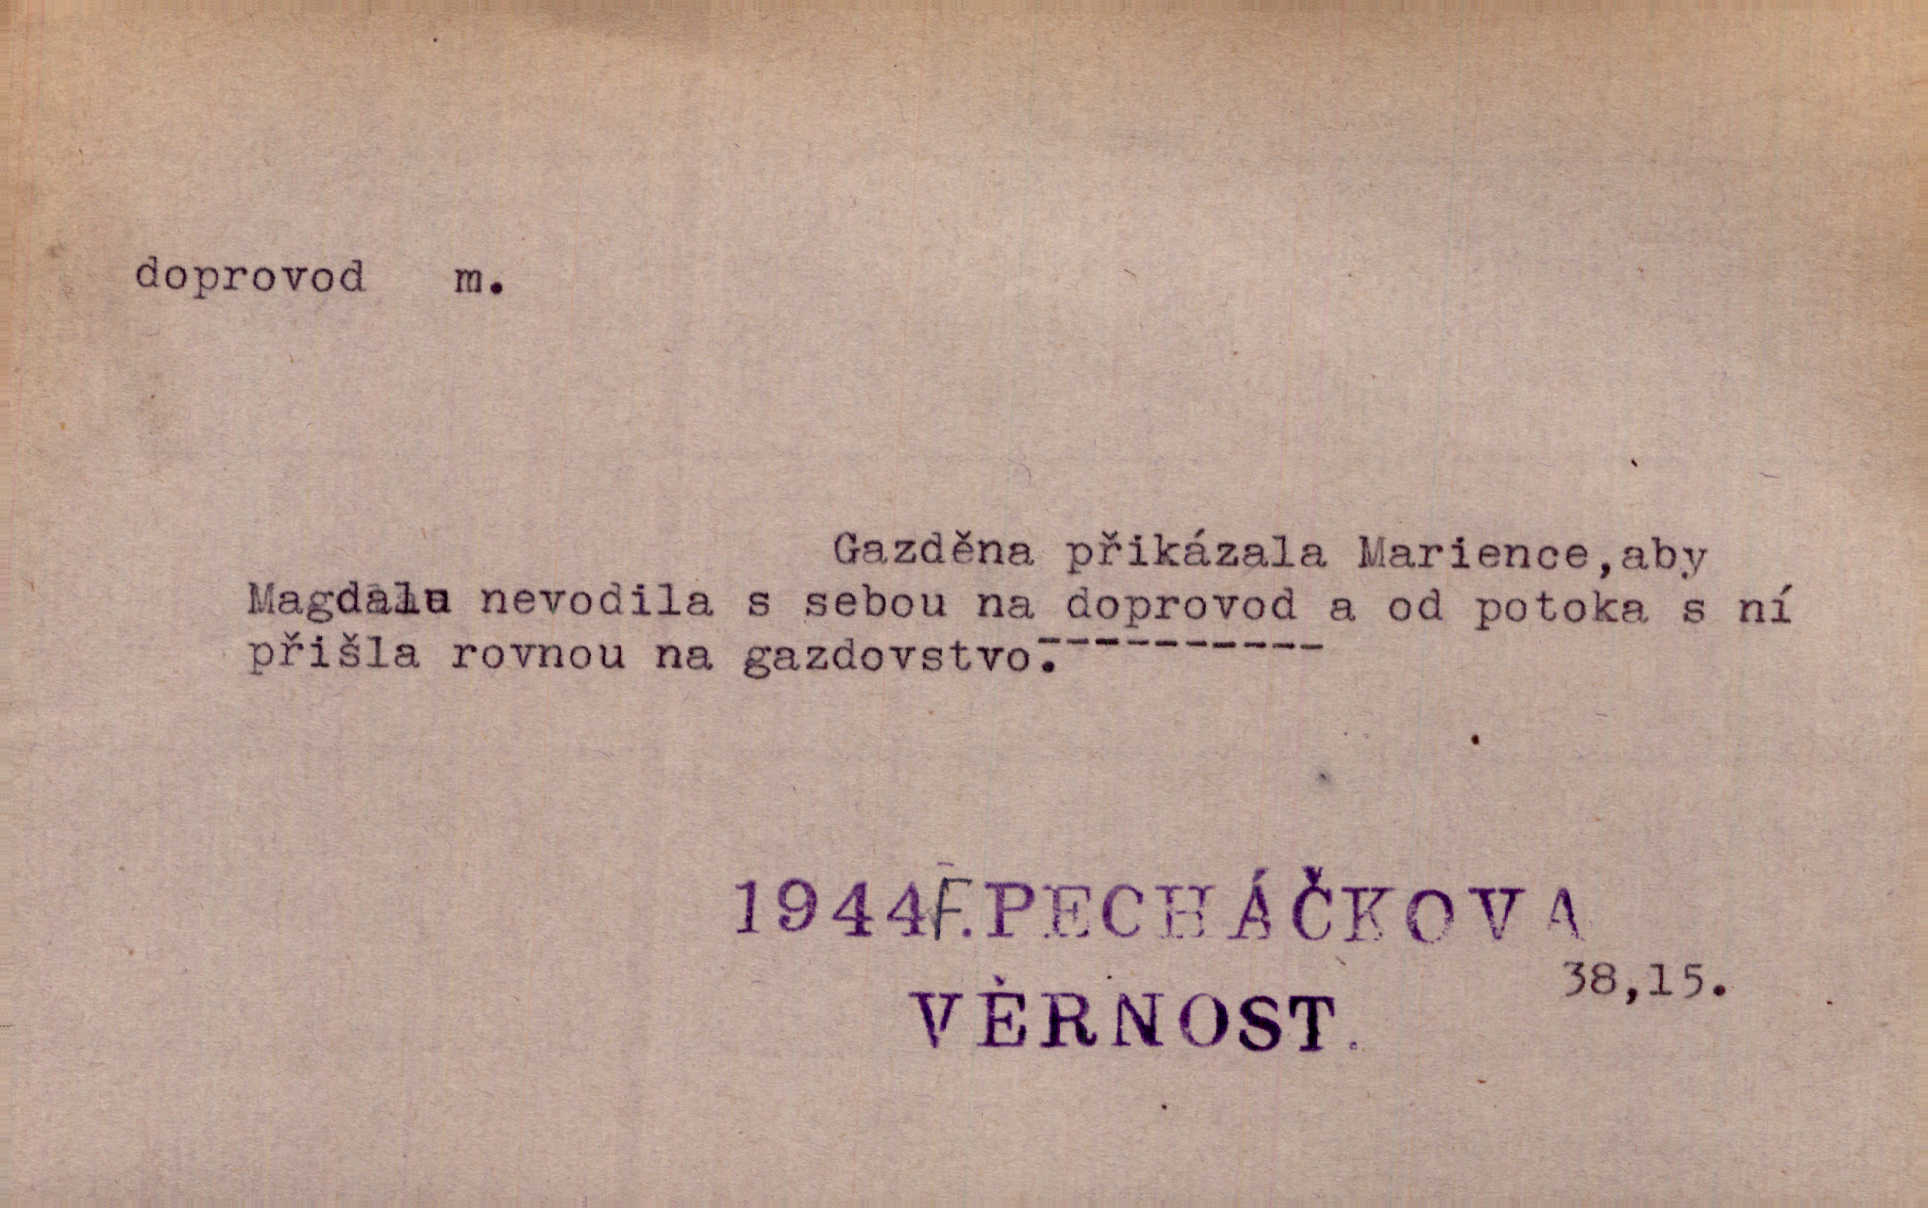 doprovod m.
Gazděna přikázala Marience,aby
Magdalu nevodila s sebou na doprovod a od potoka s ní
přišla rovnou na gazdovstvo.
1944 F. PECHÁČKOVA
38,15.
VĚRNOST.